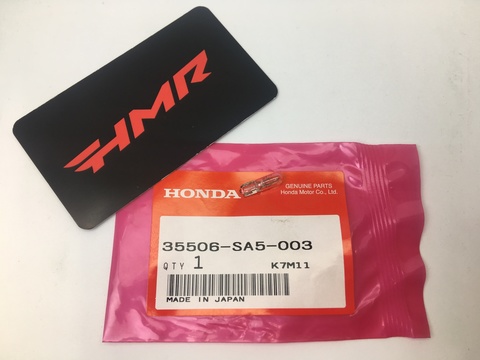 HMR
HONDA
GENUINE PARTS
Honda Motor Co., Ltd.
35506-SA5-003
QTY 1 K7M11
MADE IN JAPAN